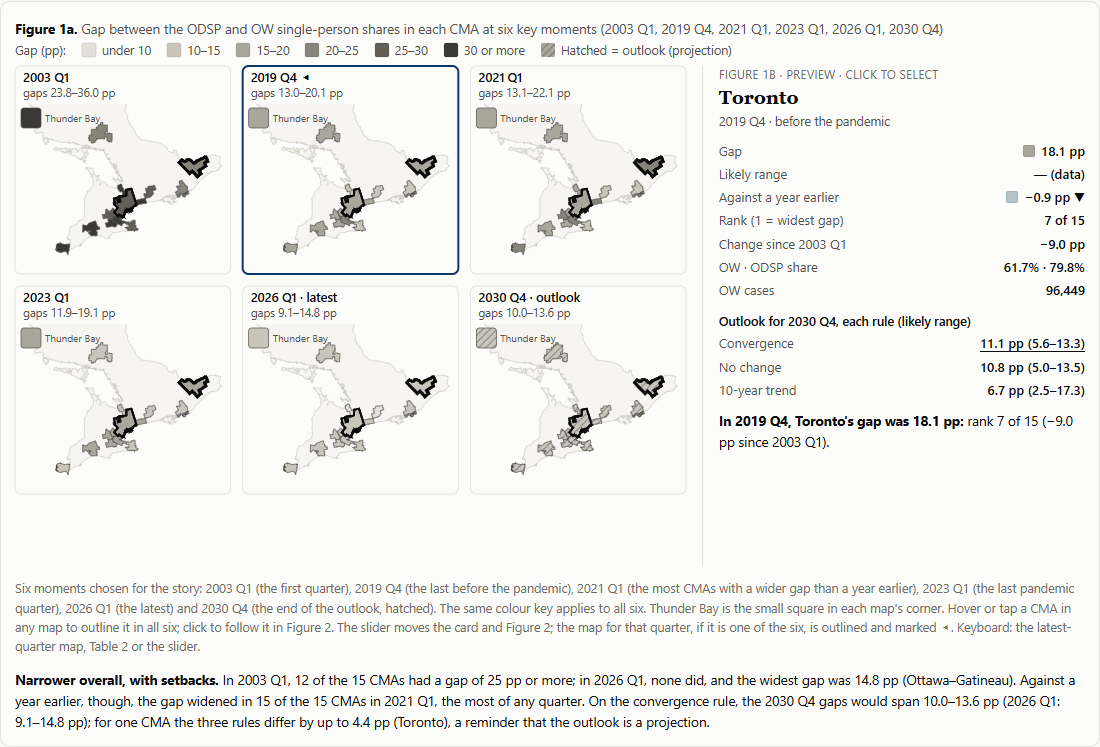 Figure 1a. Gap between the ODSP and OW single-person shares in each CMA at six key moments (2003 Q1, 2019 Q4, 2021 Q1, 2023 Q1, 2026 Q1, 2030 Q4)
Gap (pp): under 10 10–15 15–20 20–25 25–30 30 or more Hatched = outlook (projection)
2003 Q1
gaps 23.8–36.0 pp
Thunder Bay
2019 Q4 ◂
gaps 13.0–20.1 pp
Thunder Bay
2021 Q1
gaps 13.1–22.1 pp
Thunder Bay
2023 Q1
gaps 11.9–19.1 pp
Thunder Bay
2026 Q1 · latest
gaps 9.1–14.8 pp
Thunder Bay
2030 Q4 · outlook
gaps 10.0–13.6 pp
Thunder Bay
FIGURE 1B · PREVIEW · CLICK TO SELECT
Toronto
2019 Q4 · before the pandemic
Gap 18.1 pp
Likely range — (data)
Against a year earlier −0.9 pp ▼
Rank (1 = widest gap) 7 of 15
Change since 2003 Q1 −9.0 pp
OW · ODSP share 61.7% · 79.8%
OW cases 96,449
Outlook for 2030 Q4, each rule (likely range)
Convergence 11.1 pp (5.6–13.3)
No change 10.8 pp (5.0–13.5)
10-year trend 6.7 pp (2.5–17.3)
In 2019 Q4, Toronto's gap was 18.1 pp: rank 7 of 15 (−9.0
pp since 2003 Q1).
Six moments chosen for the story: 2003 Q1 (the first quarter), 2019 Q4 (the last before the pandemic), 2021 Q1 (the most CMAs with a wider gap than a year earlier), 2023 Q1 (the last pandemic
quarter), 2026 Q1 (the latest) and 2030 Q4 (the end of the outlook, hatched). The same colour key applies to all six. Thunder Bay is the small square in each map's corner. Hover or tap a CMA in
any map to outline it in all six; click to follow it in Figure 2. The slider moves the card and Figure 2; the map for that quarter, if it is one of the six, is outlined and marked ◂. Keyboard: the latest-
quarter map, Table 2 or the slider.
Narrower overall, with setbacks. In 2003 Q1, 12 of the 15 CMAs had a gap of 25 pp or more; in 2026 Q1, none did, and the widest gap was 14.8 pp (Ottawa–Gatineau). Against a
year earlier, though, the gap widened in 15 of the 15 CMAs in 2021 Q1, the most of any quarter. On the convergence rule, the 2030 Q4 gaps would span 10.0–13.6 pp (2026 Q1:
9.1–14.8 pp); for one CMA the three rules differ by up to 4.4 pp (Toronto), a reminder that the outlook is a projection.